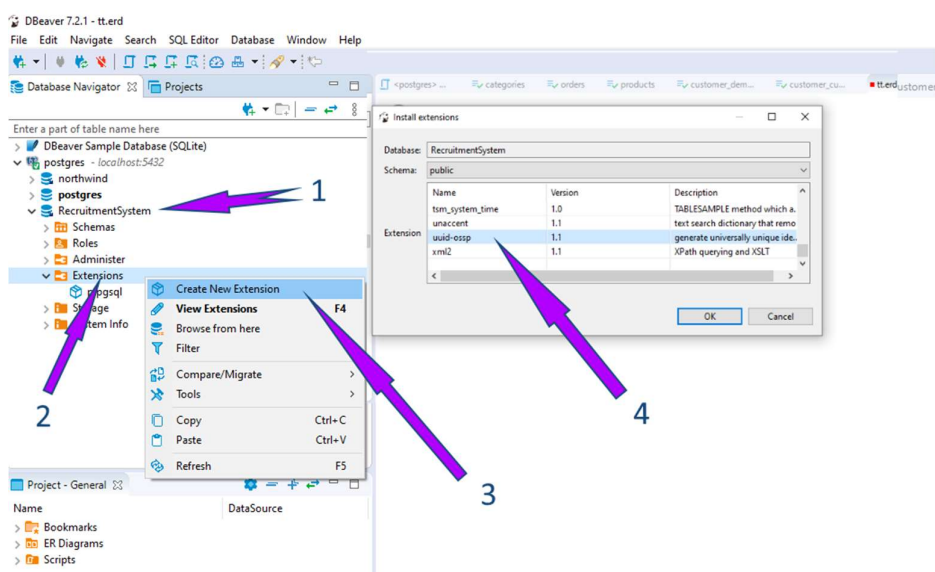 DBeaver 7.2.1 - tt.erd
File Edit Navigate Search SQL Editor Database Window Help
Database Navigator
Projects
<postgres> ...
categories
orders
products
customer_dem...
customer_cu...
tt.erd
ustomer
Enter a part of table name here
DBeaver Sample Database (SQLite)
postgres - localhost:5432
northwind
postgres
RecruitmentSystem
Schemas
Roles
Administer
Extensions
Storage
System Info
1
2
Create New Extension
View Extensions F4
Browse from here
Filter
Compare/Migrate
Tools
Copy Ctrl+C
Paste Ctrl+V
Refresh F5
3
Install extensions
Database: RecruitmentSystem
Schema: public
Extension
Name Version Description
tsm_system_time 1.0 TABLESAMPLE method which a.
unaccent 1.1 text search dictionary that remo
uuid-ossp 1.1 generate universally unique ide..
xml2 1.1 XPath querying and XSLT
OK Cancel
4
Project - General
Name DataSource
Bookmarks
ER Diagrams
Scripts